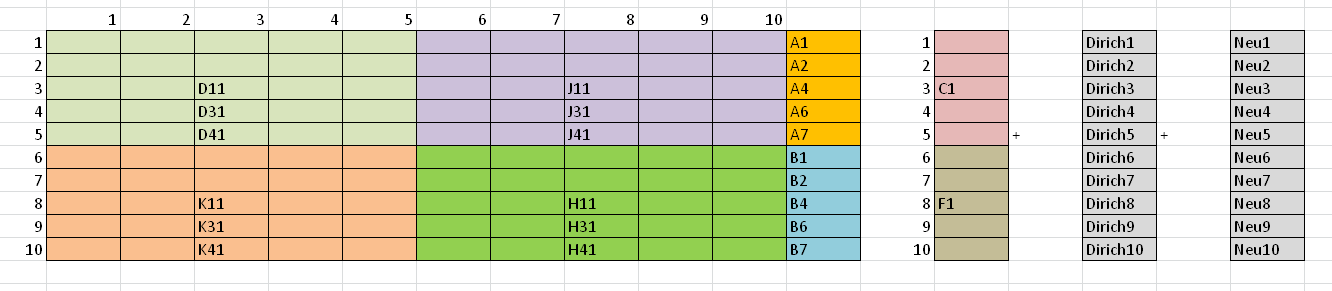 1 2 3 4 5 6 7 8 9 10
1 A1 1 Dirich1 Neu1
2 A2 2 Dirich2 Neu2
3 D11 J11 A4 3 C1 Dirich3 Neu3
4 D31 J31 A6 4 Dirich4 Neu4
5 D41 J41 A7 5 + Dirich5 + Neu5
6 B1 6 Dirich6 Neu6
7 B2 7 Dirich7 Neu7
8 K11 H11 B4 8 F1 Dirich8 Neu8
9 K31 H31 B6 9 Dirich9 Neu9
10 K41 H41 B7 10 Dirich10 Neu10